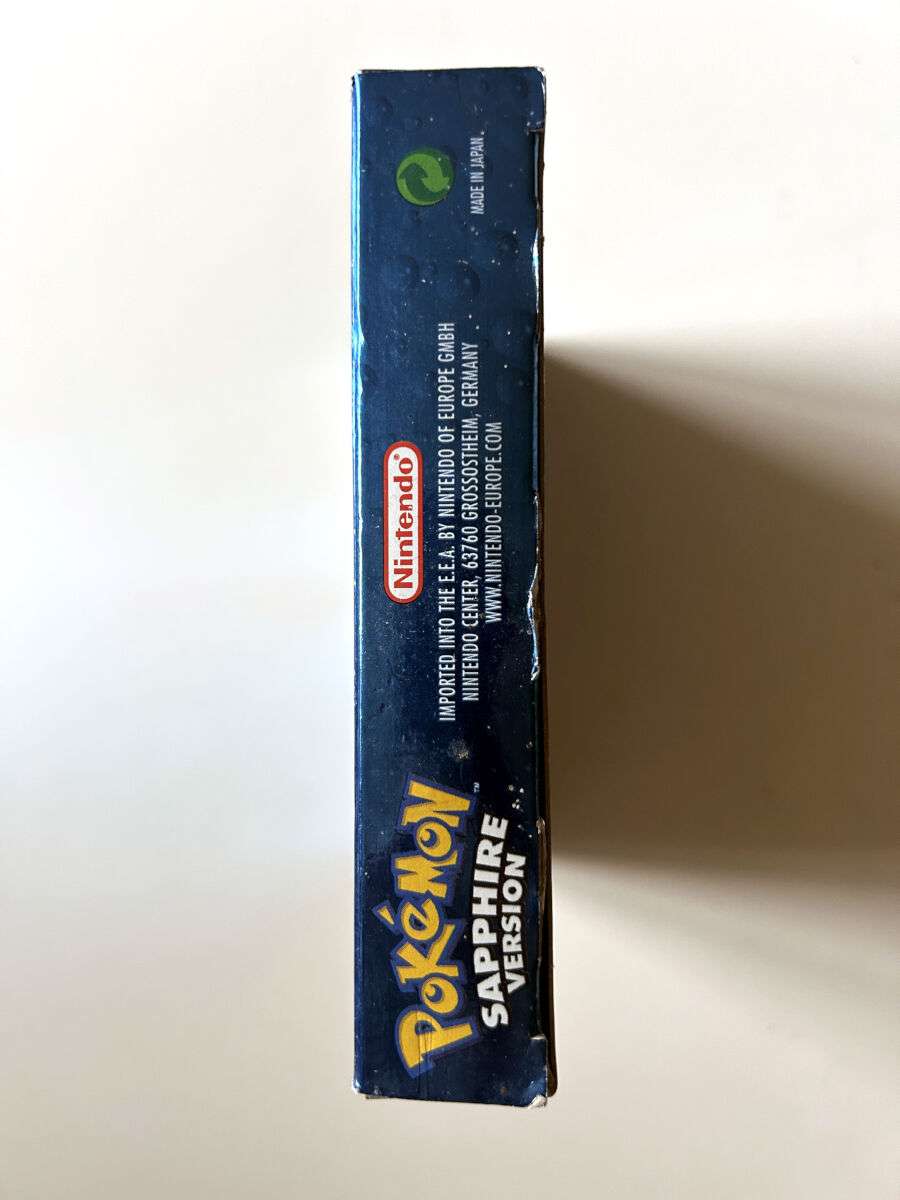 POKÉMON™
SAPPHIRE
VERSION
Nintendo®
IMPORTED INTO THE E.E.A. BY NINTENDO OF EUROPE GMBH
NINTENDO CENTER, 63760 GROSSOSTHEIM, GERMANY
WWW.NINTENDO-EUROPE.COM
MADE IN JAPAN